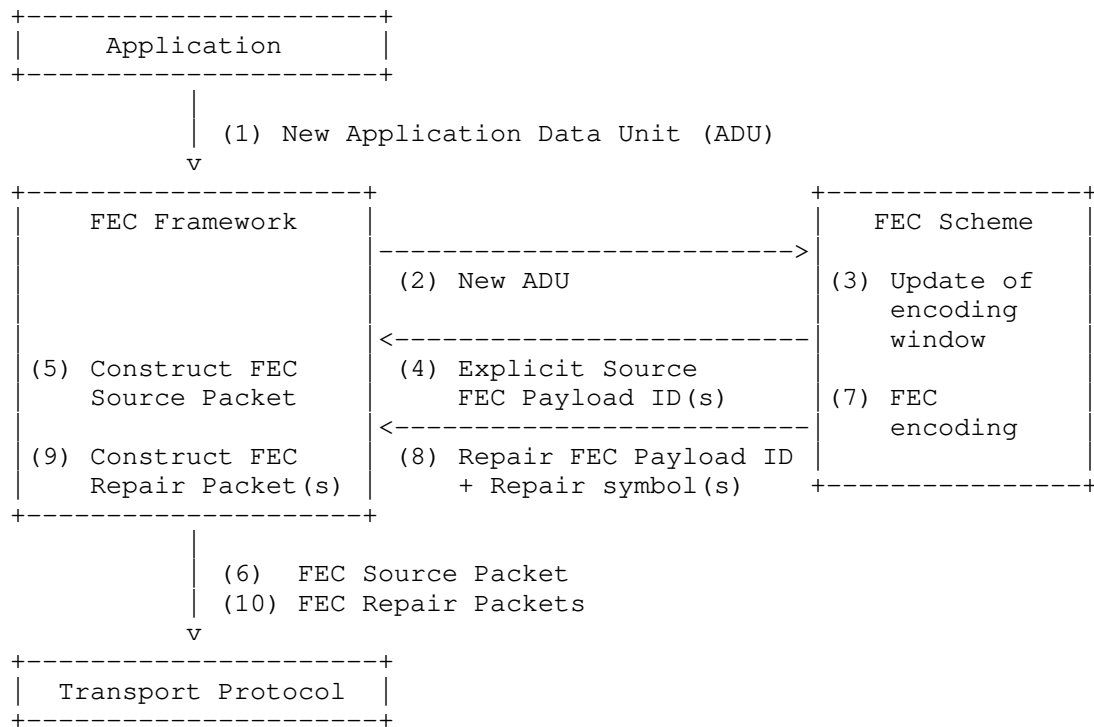 Application
(1) New Application Data Unit (ADU)
v
FEC Framework
FEC Scheme
(2) New ADU
(3) Update of
encoding
window
(5) Construct FEC
Source Packet
(4) Explicit Source
FEC Payload ID(s)
(7) FEC
encoding
(9) Construct FEC
Repair Packet(s)
(8) Repair FEC Payload ID
+ Repair symbol(s)
(6) FEC Source Packet
(10) FEC Repair Packets
v
Transport Protocol